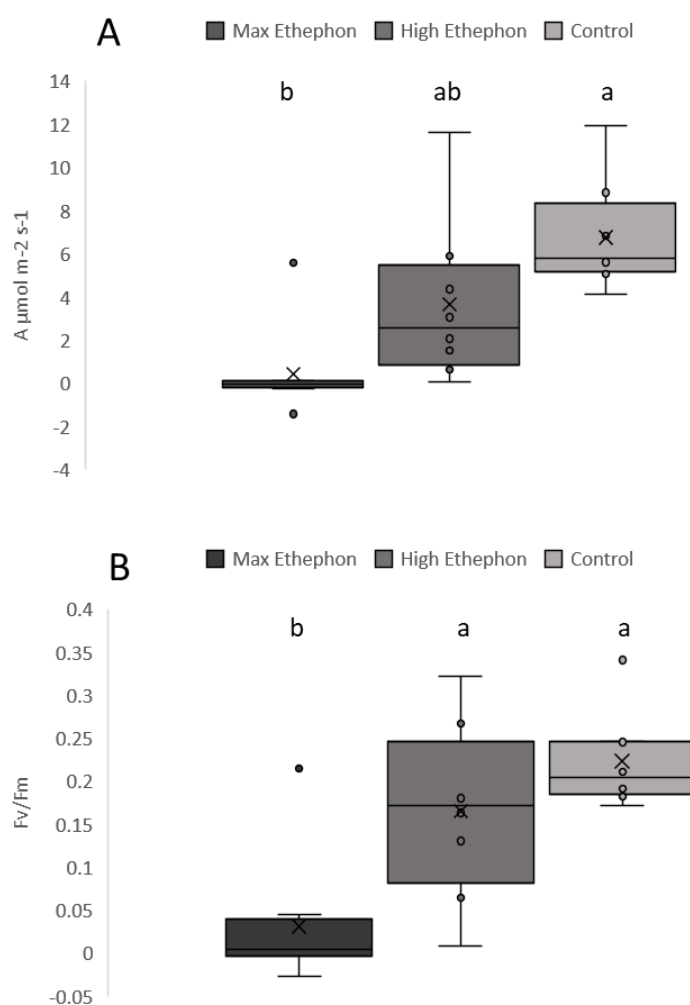 A
Max Ethephon High Ethephon Control
14
12
10
8
6
4
2
0
-2
-4
A µmol m-2 s-1
b ab a
B
Max Ethephon High Ethephon Control
0.4
0.35
0.3
0.25
0.2
0.15
0.1
0.05
0
-0.05
Fv/Fm
b a a